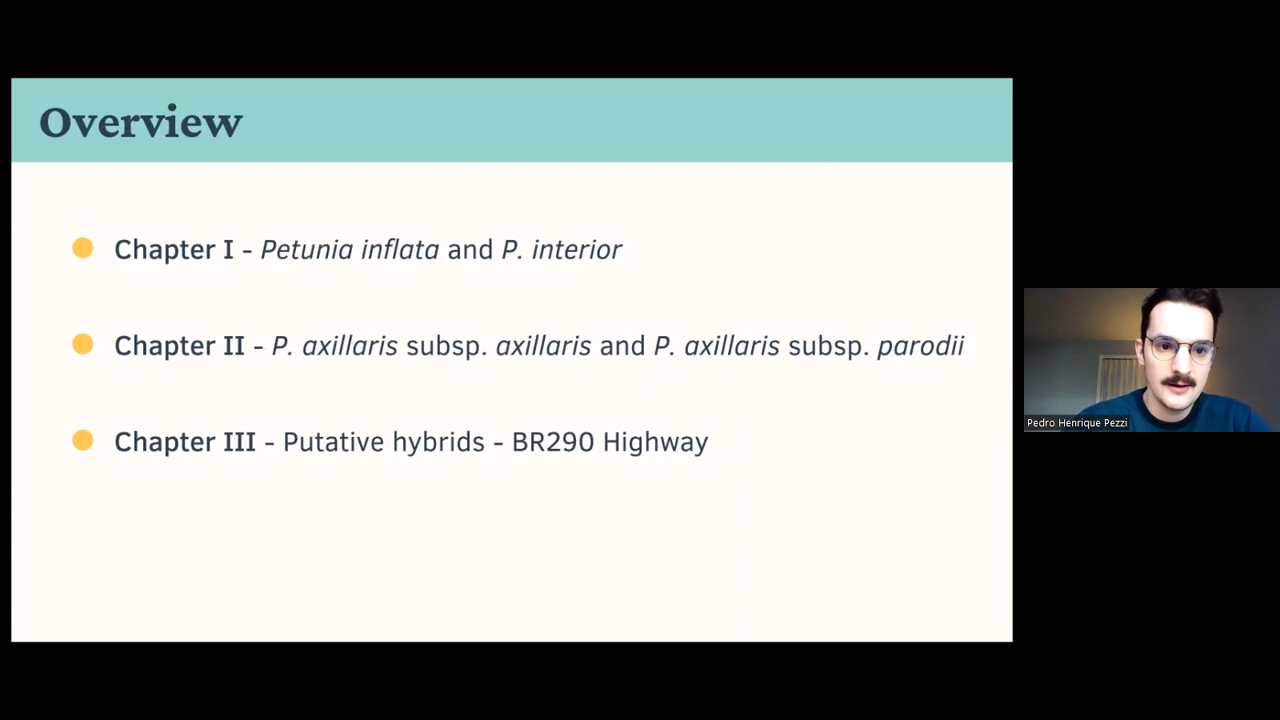 Overview
Chapter I - Petunia inflata and P. interior
Chapter II - P. axillaris subsp. axillaris and P. axillaris subsp. parodii
Chapter III - Putative hybrids - BR290 Highway
Pedro Henrique Pezzi